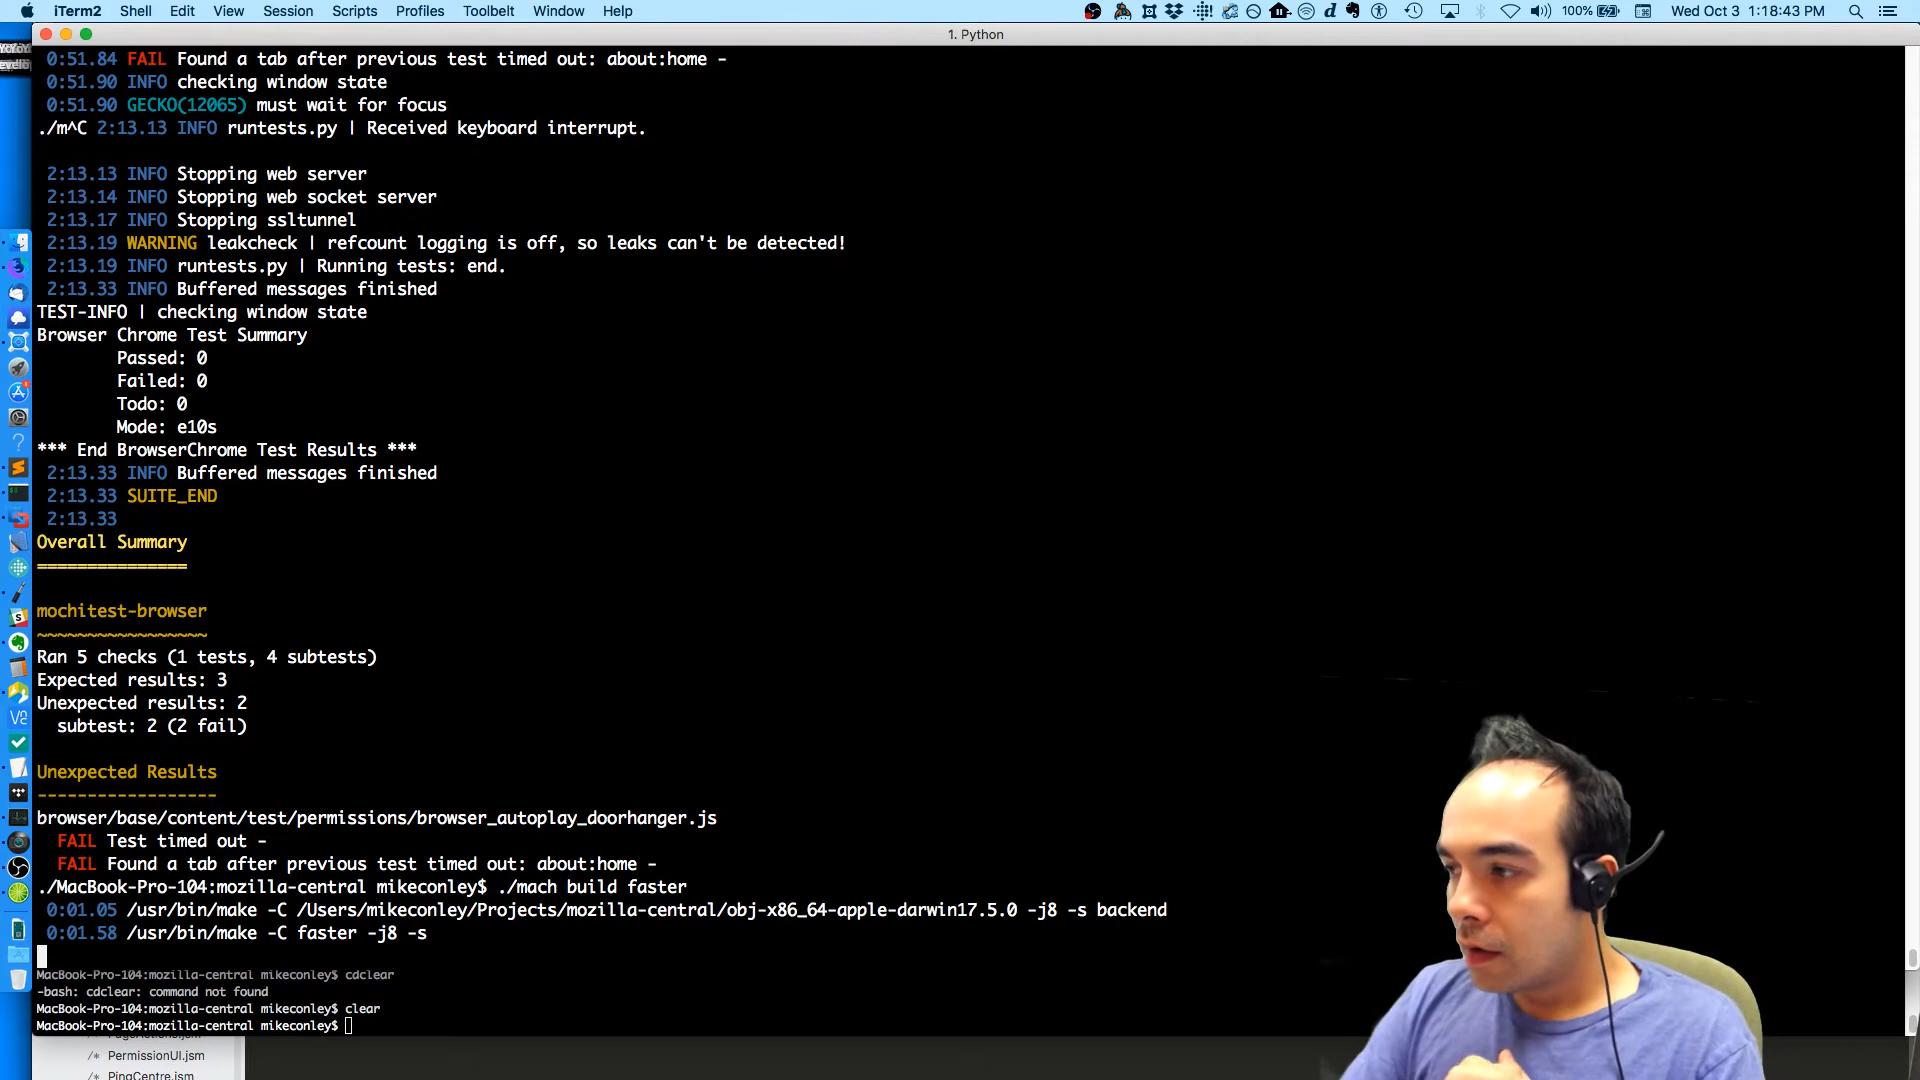 iTerm2 Shell Edit View Session Scripts Profiles Toolbelt Window Help 100% Wed Oct 3 1:18:43 PM
1. Python
0:51.84 FAIL Found a tab after previous test timed out: about:home -
0:51.90 INFO checking window state
0:51.90 GECKO(12065) must wait for focus
./m^C 2:13.13 INFO runtests.py | Received keyboard interrupt.
2:13.13 INFO Stopping web server
2:13.14 INFO Stopping web socket server
2:13.17 INFO Stopping ssltunnel
2:13.19 WARNING leakcheck | refcount logging is off, so leaks can't be detected!
2:13.19 INFO runtests.py | Running tests: end.
2:13.33 INFO Buffered messages finished
TEST-INFO | checking window state
Browser Chrome Test Summary
Passed: 0
Failed: 0
Todo: 0
Mode: e10s
*** End BrowserChrome Test Results ***
2:13.33 INFO Buffered messages finished
2:13.33 SUITE_END
2:13.33
Overall Summary
===============
mochitest-browser
~~~~~~~~~~~~~~~~~
Ran 5 checks (1 tests, 4 subtests)
Expected results: 3
Unexpected results: 2
subtest: 2 (2 fail)
Unexpected Results
------------------
browser/base/content/test/permissions/browser_autoplay_doorhanger.js
FAIL Test timed out -
FAIL Found a tab after previous test timed out: about:home -
./MacBook-Pro-104:mozilla-central mikeconley$ ./mach build faster
0:01.05 /usr/bin/make -C /Users/mikeconley/Projects/mozilla-central/obj-x86_64-apple-darwin17.5.0 -j8 -s backend
0:01.58 /usr/bin/make -C faster -j8 -s
MacBook-Pro-104:mozilla-central mikeconley$ cdclear
-bash: cdclear: command not found
MacBook-Pro-104:mozilla-central mikeconley$ clear
MacBook-Pro-104:mozilla-central mikeconley$
/* PermissionUI.jsm
/* PingCentre.jsm